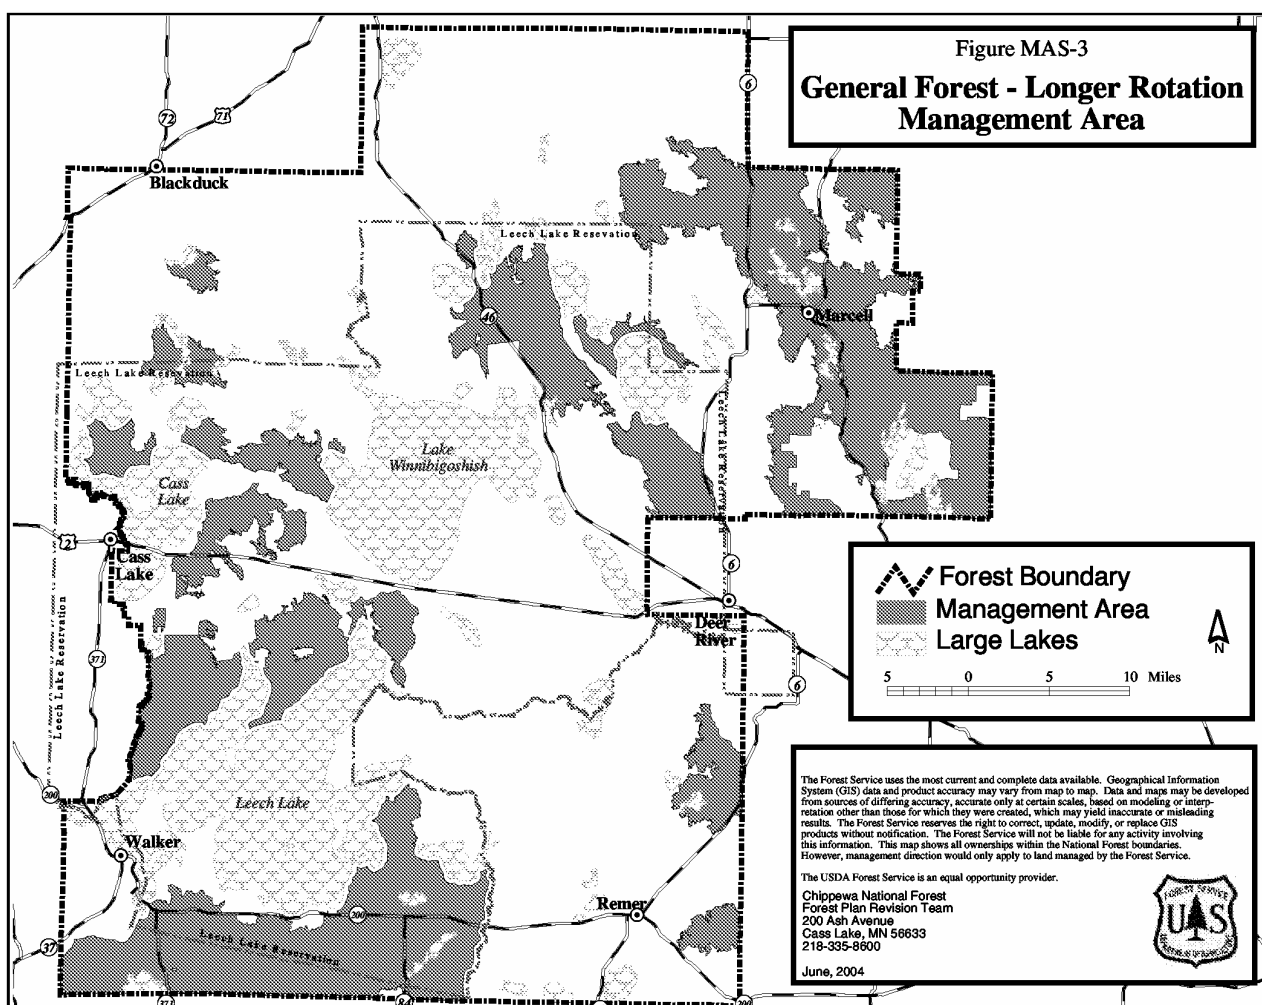 Figure MAS-3
General Forest - Longer Rotation
Management Area
6
72
71
Blackduck
Leech Lake Resevation
46
Marcell
Leech Lake Resevation
Lake
Winnibigoshish
Cass
Lake
Leech Lake Reservation
2
Cass
Lake
6
Deer
River
Leech Lake Reservation
371
6
200
Leech Lake
Walker
Remer
200
37
Leech Lake Reservation
371
84
200
Forest Boundary
Management Area
Large Lakes
N
5 0 5 10 Miles
The Forest Service uses the most current and complete data available. Geographical Information
System (GIS) data and product accuracy may vary from map to map. Data and maps may be developed
from sources of differing accuracy, accurate only at certain scales, based on modeling or interp-
retation other than those for which they were created, which may yield inaccurate or misleading
results. The Forest Service reserves the right to correct, update, modify, or replace GIS
products without notification. The Forest Service will not be liable for any activity involving
this information. This map shows all ownerships within the National Forest boundaries.
However, management direction would only apply to land managed by the Forest Service.
The USDA Forest Service is an equal opportunity provider.
Chippewa National Forest
Forest Plan Revision Team
200 Ash Avenue
Cass Lake, MN 56633
218-335-8600
June, 2004
FOREST SERVICE
U S
DEPARTMENT OF AGRICULTURE